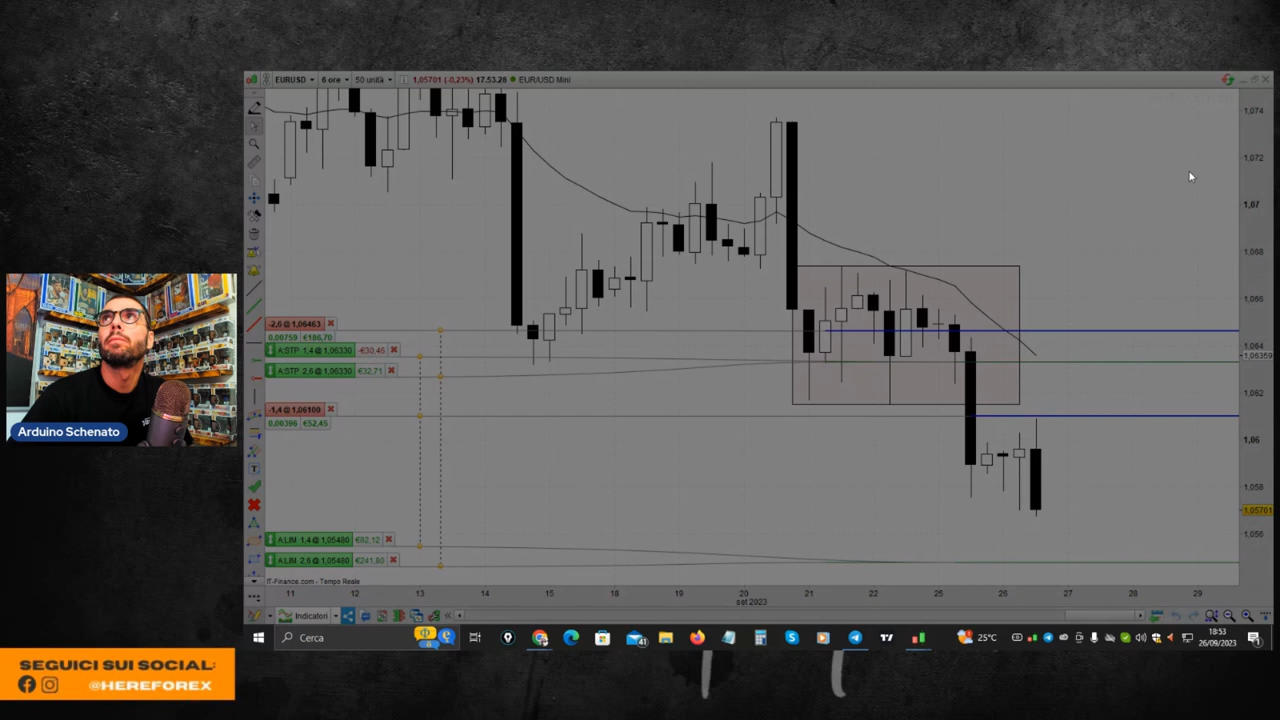 EURUSD 6 ore 50 unità 1,05701 (-0,23%) 17.53.28 EUR/USD Mini
1,074
1,072
1,07
1,068
1,066
1,064
1,06359
1,062
1,06
1,058
1,05701
1,056
-2,6 @ 1,06463
0,00759 €186,70
A:STP 1,4 @ 1,06330 -€30,46
A:STP 2,6 @ 1,06330 €32,71
-1,4 @ 1,06100
0,00396 €52,45
A:LIM 1,4 @ 1,05480 €82,12
A:LIM 2,6 @ 1,05480 €241,80
IT-Finance.com - Tempo Reale
11 12 13 14 15 18 19 20 21 22 25 26 27 28 29
set 2023
Indicatori
Arduino Schenato
Cerca
41
25°C
18:53
26/09/2023
SEGUICI SUI SOCIAL:
@HEREFOREX